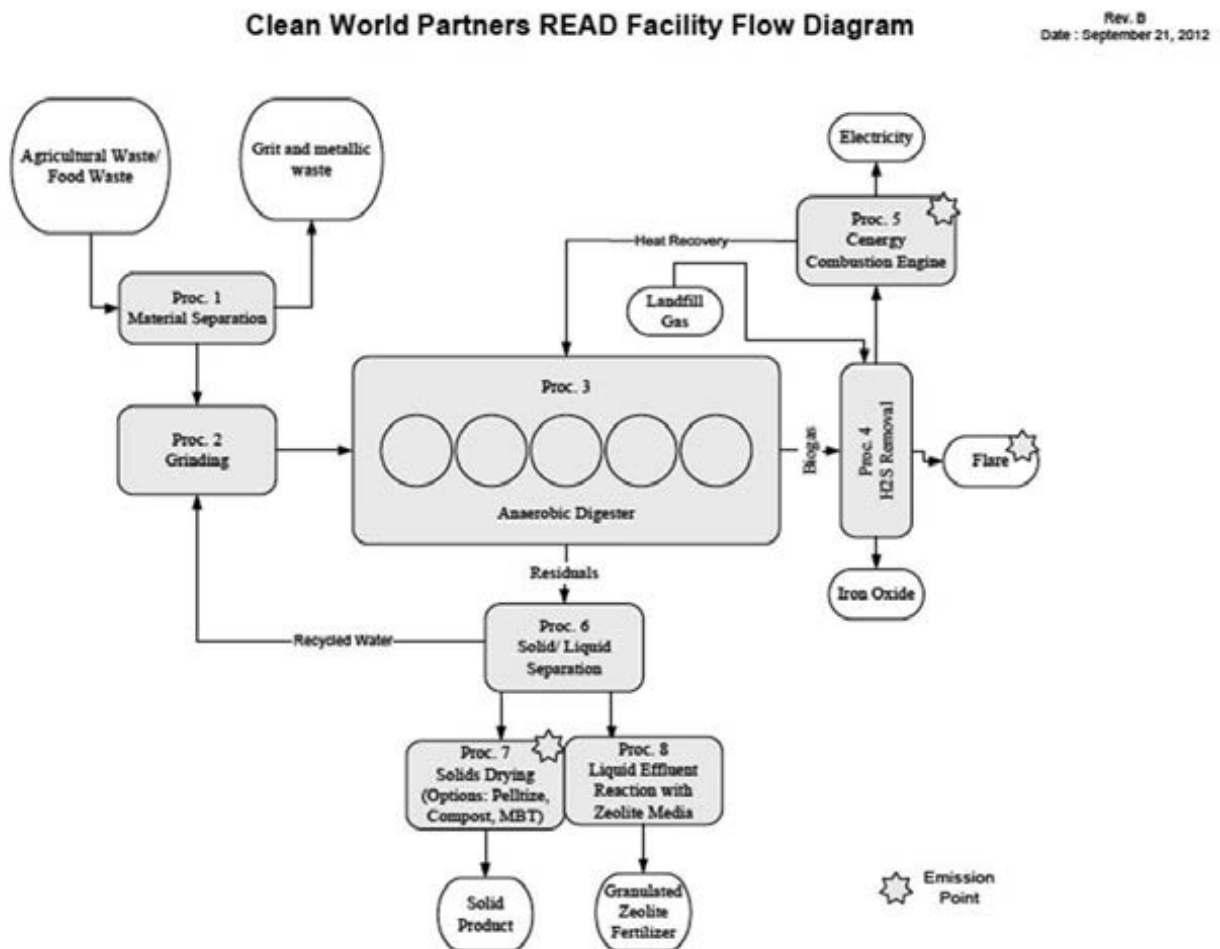 Clean World Partners READ Facility Flow Diagram
Rev. B
Date : September 21, 2012
Agricultural Waste/
Food Waste
Grit and metallic
waste
Electricity
Proc. 5
Cenergy
Combustion Engine
Heat Recovery
Landfill
Gas
Proc. 1
Material Separation
Proc. 2
Grinding
Proc. 3
Anaerobic Digester
Biogas
Proc. 4
H2S Removal
Flare
Iron Oxide
Residuals
Proc. 6
Solid/ Liquid
Separation
Recycled Water
Proc. 7
Solids Drying
(Options: Pelltize,
Compost, MBT)
Proc. 8
Liquid Effluent
Reaction with
Zeolite Media
Solid
Product
Granulated
Zeolite
Fertilizer
Emission
Point